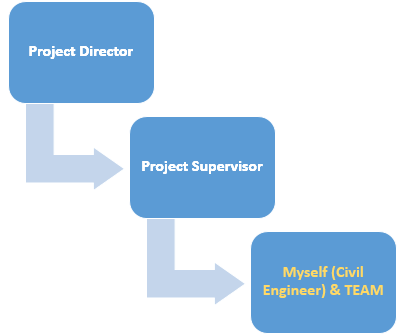 Project Director
Project Supervisor
Myself (Civil
Engineer) & TEAM